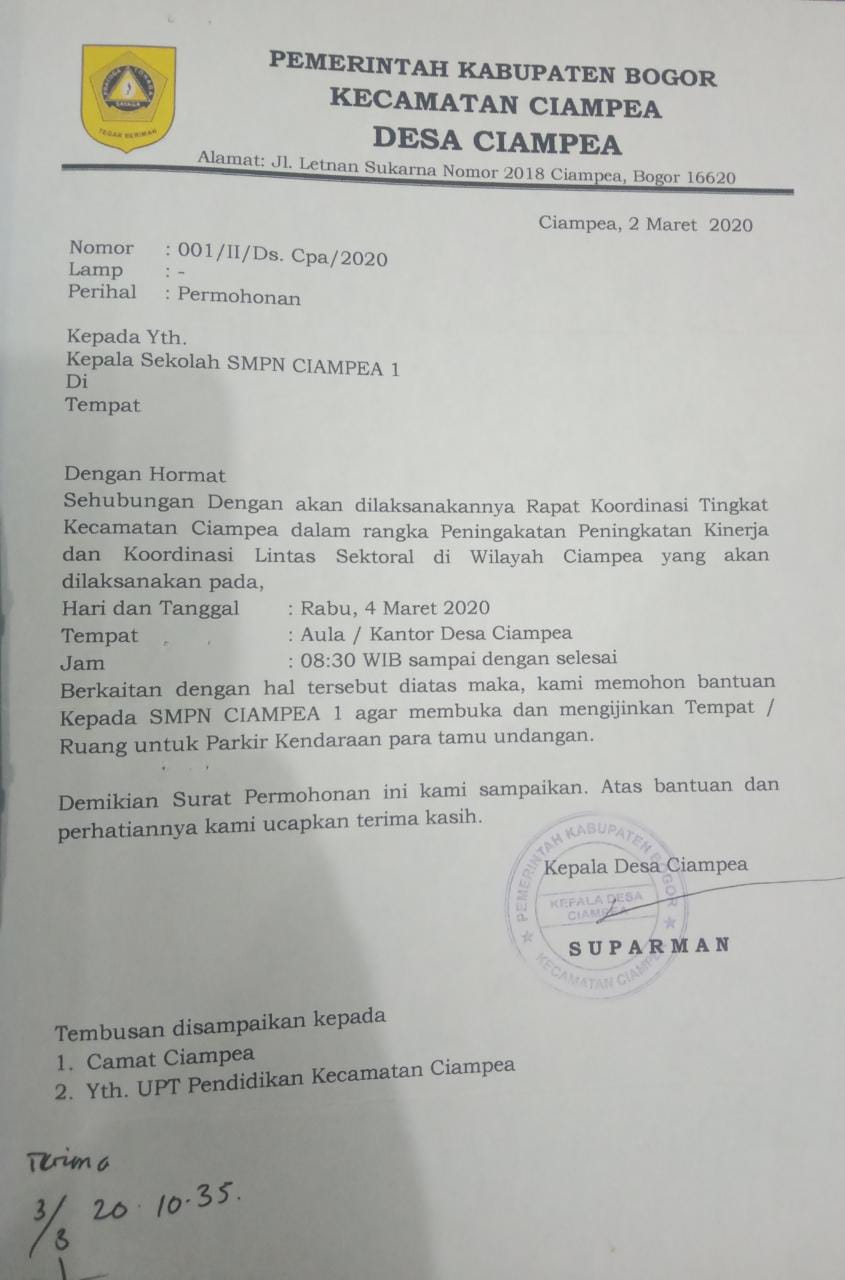 PEMERINTAH KABUPATEN BOGOR
KECAMATAN CIAMPEA
DESA CIAMPEA
Alamat: Jl. Letnan Sukarna Nomor 2018 Ciampea, Bogor 16620
TEGAR BERIMAN
Ciampea, 2 Maret 2020
Nomor : 001/II/Ds. Cpa/2020
Lamp : -
Perihal : Permohonan
Kepada Yth.
Kepala Sekolah SMPN CIAMPEA 1
Di
Tempat
Dengan Hormat
Sehubungan Dengan akan dilaksanakannya Rapat Koordinasi Tingkat
Kecamatan Ciampea dalam rangka Peningakatan Peningkatan Kinerja
dan Koordinasi Lintas Sektoral di Wilayah Ciampea yang akan
dilaksanakan pada,
Hari dan Tanggal : Rabu, 4 Maret 2020
Tempat : Aula / Kantor Desa Ciampea
Jam : 08:30 WIB sampai dengan selesai
Berkaitan dengan hal tersebut diatas maka, kami memohon bantuan
Kepada SMPN CIAMPEA 1 agar membuka dan mengijinkan Tempat /
Ruang untuk Parkir Kendaraan para tamu undangan.
Demikian Surat Permohonan ini kami sampaikan. Atas bantuan dan
perhatiannya kami ucapkan terima kasih.
Kepala Desa Ciampea
PEMERINTAH KABUPATEN BOGOR
KEPALA DESA
CIAMPEA
KECAMATAN CIAMPEA
SUPARMAN
Tembusan disampaikan kepada
1. Camat Ciampea
2. Yth. UPT Pendidikan Kecamatan Ciampea
Terima
3/3 20 10.35.